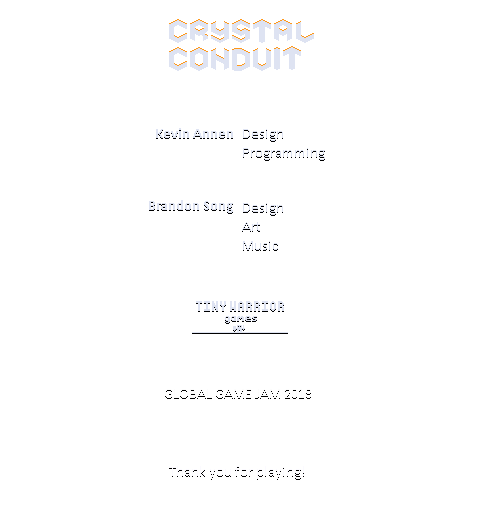 CRYSTAL
CONDUIT
Kevin Annen Design
Programming
Brandon Song Design
Art
Music
TINY WARRIOR
games
GLOBAL GAME JAM 2018
Thank you for playing!